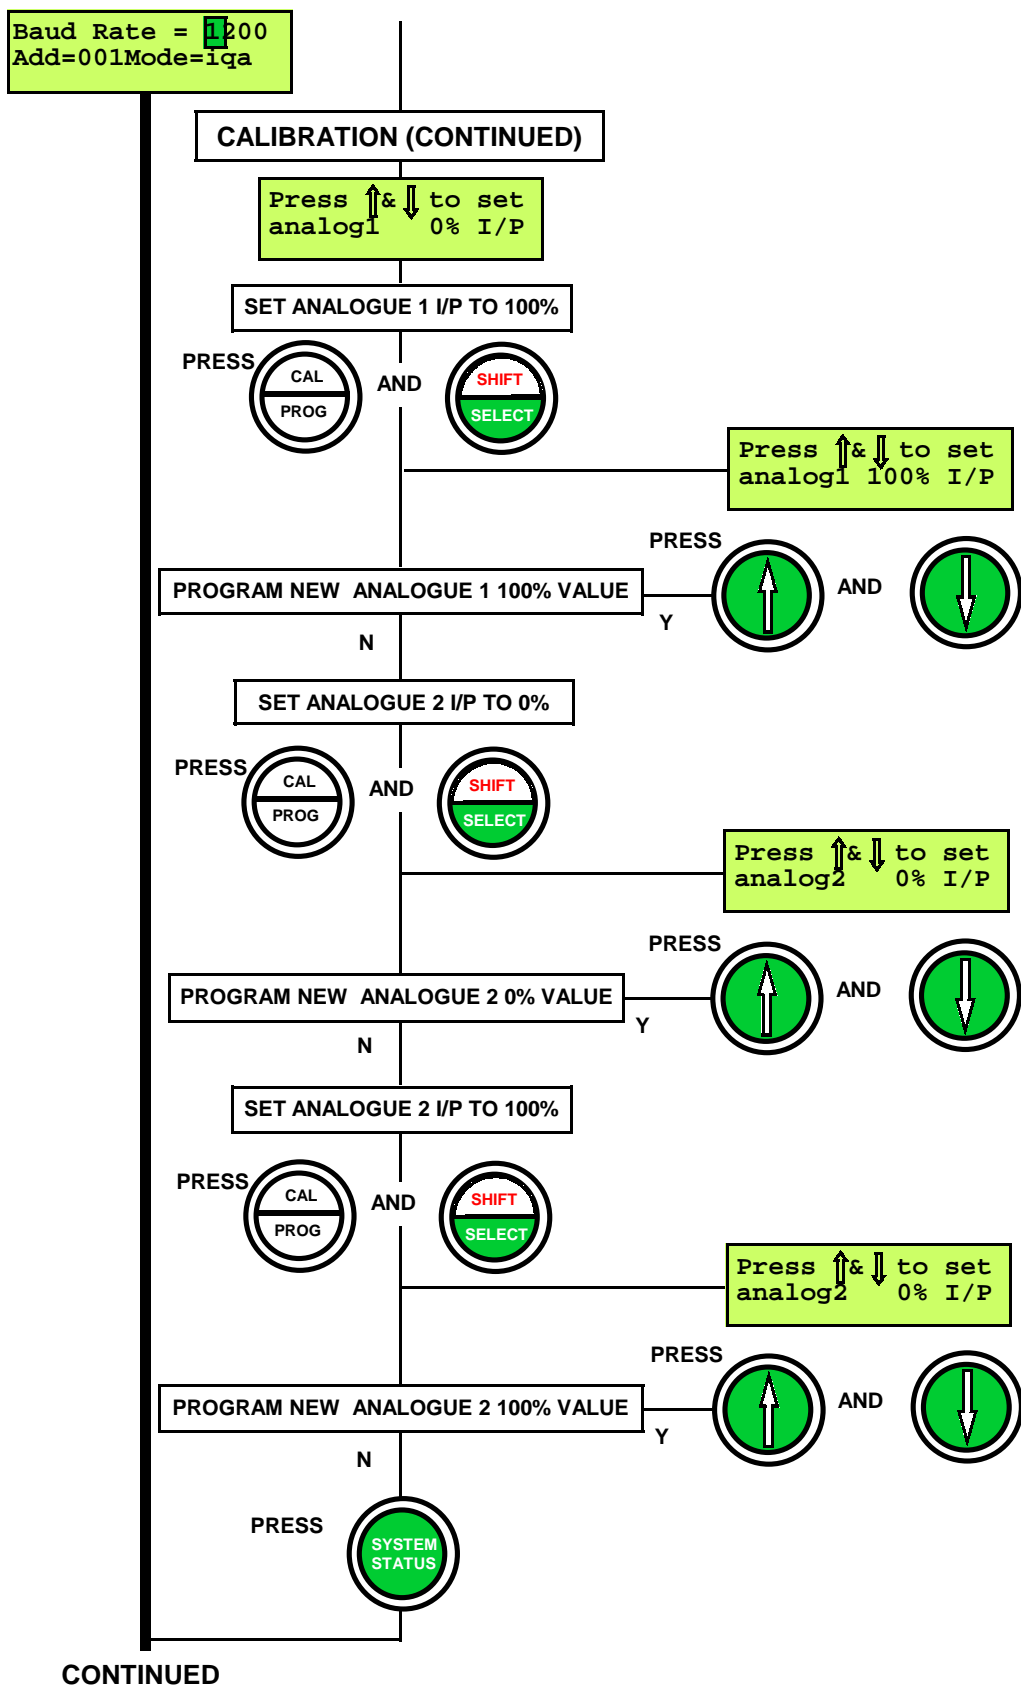 Baud Rate = 1200
Add=001Mode=iqa
CALIBRATION (CONTINUED)
Press ⇑& ⇓ to set
analog1 0% I/P
SET ANALOGUE 1 I/P TO 100%
PRESS
CAL
PROG
AND
SHIFT
SELECT
Press ⇑& ⇓ to set
analog1 100% I/P
PRESS
AND
PROGRAM NEW ANALOGUE 1 100% VALUE
Y
N
SET ANALOGUE 2 I/P TO 0%
PRESS
CAL
PROG
AND
SHIFT
SELECT
Press ⇑& ⇓ to set
analog2 0% I/P
PRESS
AND
PROGRAM NEW ANALOGUE 2 0% VALUE
Y
N
SET ANALOGUE 2 I/P TO 100%
PRESS
CAL
PROG
AND
SHIFT
SELECT
Press ⇑& ⇓ to set
analog2 0% I/P
PRESS
AND
PROGRAM NEW ANALOGUE 2 100% VALUE
Y
N
PRESS
SYSTEM
STATUS
CONTINUED